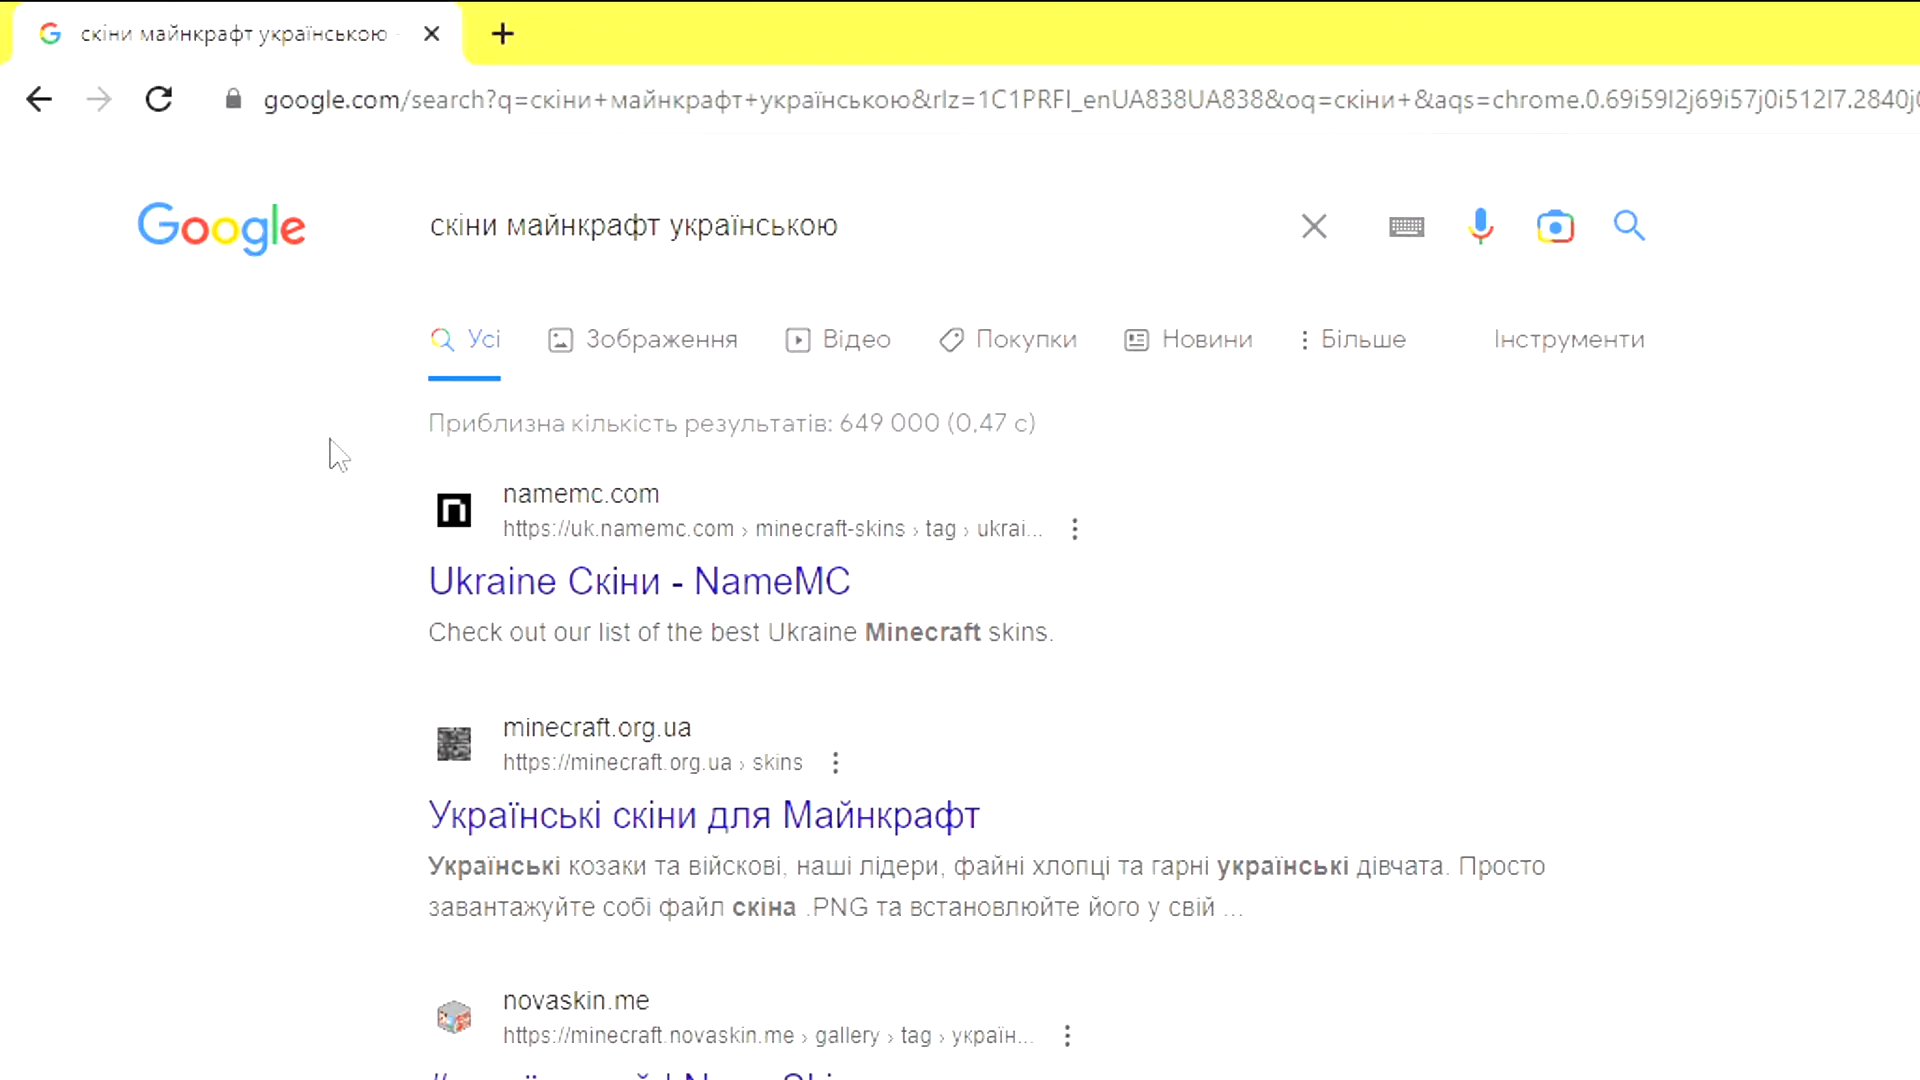 скіни майнкрафт українською
google.com/search?q=скіни+майнкрафт+українською&rlz=1C1PRFI_enUA838UA838&oq=скіни+&aqs=chrome.0.69i59l2j69i57j0i512l7.2840j
Google
скіни майнкрафт українською
Усі Зображення Відео Покупки Новини Більше Інструменти
Приблизна кількість результатів: 649 000 (0,47 с)
namemc.com
https://uk.namemc.com › minecraft-skins › tag › ukrai...
Ukraine Скіни - NameMC
Check out our list of the best Ukraine Minecraft skins.
minecraft.org.ua
https://minecraft.org.ua › skins
Українські скіни для Майнкрафт
Українські козаки та війскові, наші лідери, файні хлопці та гарні українські дівчата. Просто
завантажуйте собі файл скіна .PNG та встановлюйте його у свій ...
novaskin.me
https://minecraft.novaskin.me › gallery › tag › україн...